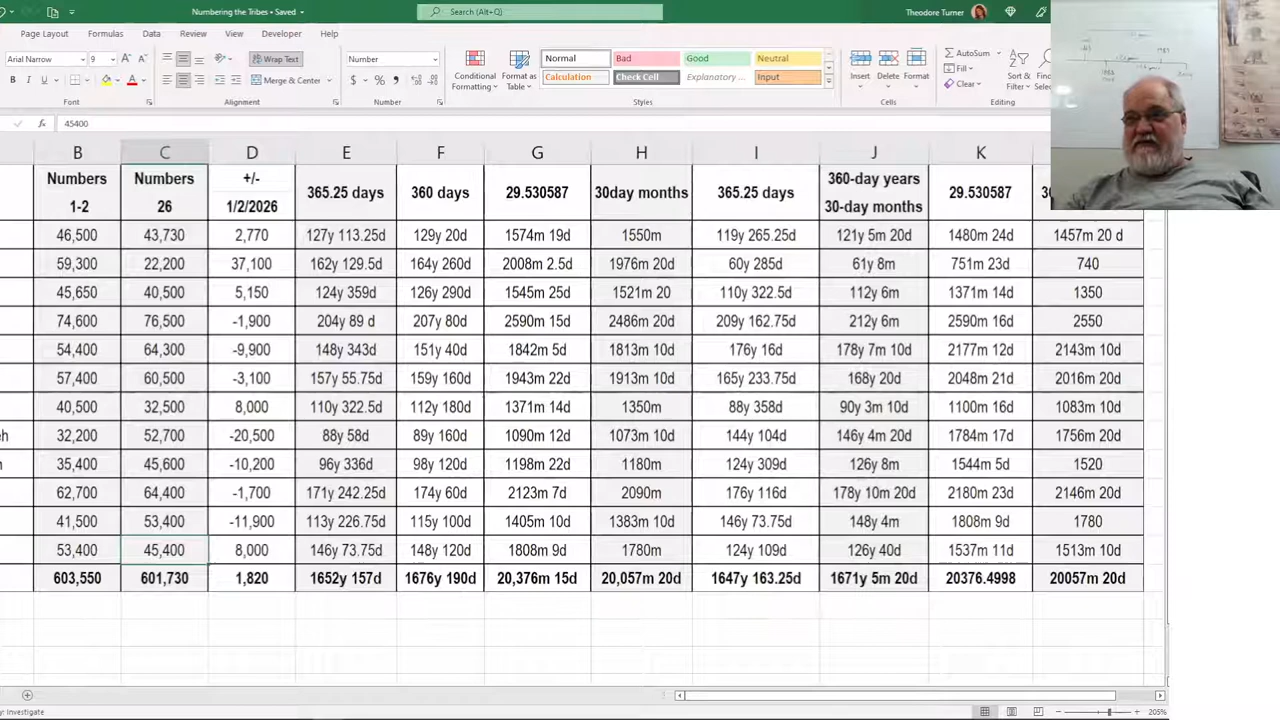 Numbering the Tribes • Saved
Search (Alt+Q)
Theodore Turner
Page Layout Formulas Data Review View Developer Help
Arial Narrow 9 Wrap Text Number Normal Bad Good Neutral AutoSum
Conditional Format as Insert Delete Format Fill Sort &
B I U Merge & Center Calculation Check Cell Explanatory ... Input
Formatting Table Clear Filter
Font Alignment Number Styles Cells Editing
fx 45400
B C D E F G H I J K
Numbers Numbers +/- 365.25 days 360 days 29.530587 30day months 365.25 days 360-day years 29.530587
1-2 26 1/2/2026 30-day months
46,500 43,730 2,770 127y 113.25d 129y 20d 1574m 19d 1550m 119y 265.25d 121y 5m 20d 1480m 24d 1457m 20 d
59,300 22,200 37,100 162y 129.5d 164y 260d 2008m 2.5d 1976m 20d 60y 285d 61y 8m 751m 23d 740
45,650 40,500 5,150 124y 359d 126y 290d 1545m 25d 1521m 20 110y 322.5d 112y 6m 1371m 14d 1350
74,600 76,500 -1,900 204y 89 d 207y 80d 2590m 15d 2486m 20d 209y 162.75d 212y 6m 2590m 16d 2550
54,400 64,300 -9,900 148y 343d 151y 40d 1842m 5d 1813m 10d 176y 16d 178y 7m 10d 2177m 12d 2143m 10d
57,400 60,500 -3,100 157y 55.75d 159y 160d 1943m 22d 1913m 10d 165y 233.75d 168y 20d 2048m 21d 2016m 20d
40,500 32,500 8,000 110y 322.5d 112y 180d 1371m 14d 1350m 88y 358d 90y 3m 10d 1100m 16d 1083m 10d
eh 32,200 52,700 -20,500 88y 58d 89y 160d 1090m 12d 1073m 10d 144y 104d 146y 4m 20d 1784m 17d 1756m 20d
35,400 45,600 -10,200 96y 336d 98y 120d 1198m 22d 1180m 124y 309d 126y 8m 1544m 5d 1520
62,700 64,400 -1,700 171y 242.25d 174y 60d 2123m 7d 2090m 176y 116d 178y 10m 20d 2180m 23d 2146m 20d
41,500 53,400 -11,900 113y 226.75d 115y 100d 1405m 10d 1383m 10d 146y 73.75d 148y 4m 1808m 9d 1780
53,400 45,400 8,000 146y 73.75d 148y 120d 1808m 9d 1780m 124y 109d 126y 40d 1537m 11d 1513m 10d
603,550 601,730 1,820 1652y 157d 1676y 190d 20,376m 15d 20,057m 20d 1647y 163.25d 1671y 5m 20d 20376.4998 20057m 20d
y: Investigate
205%